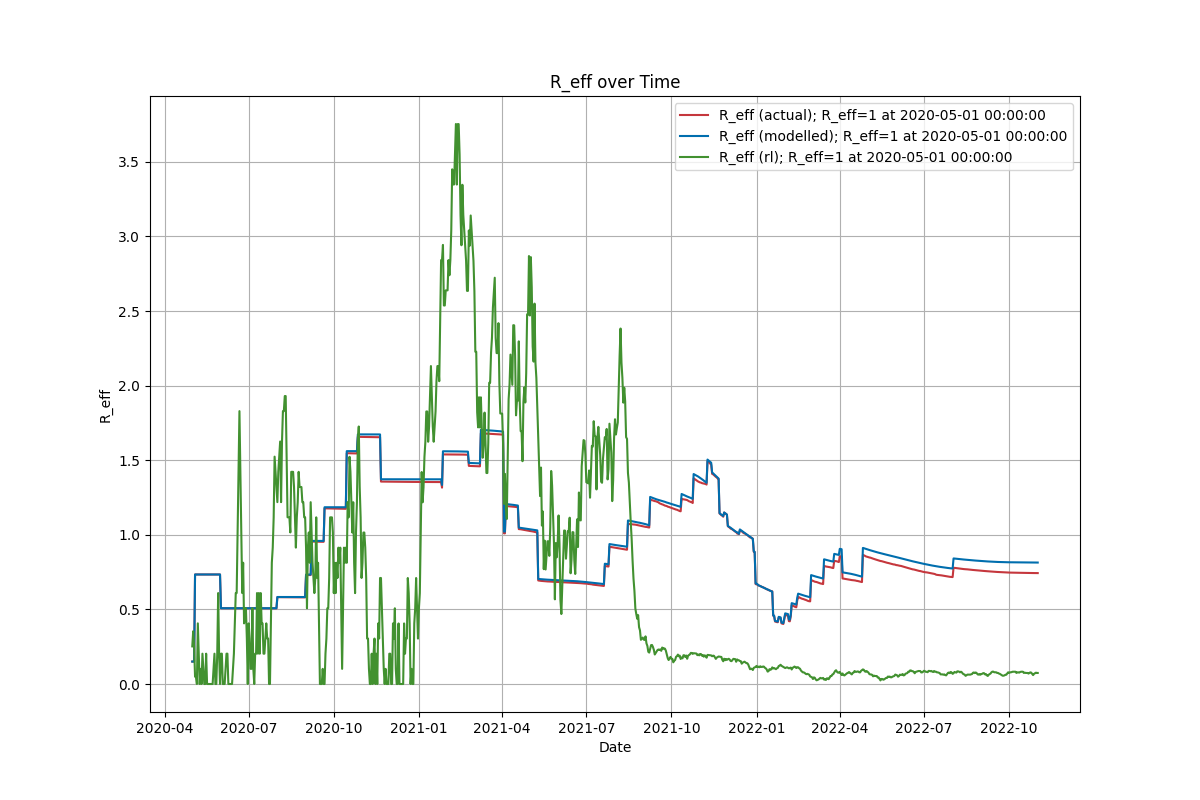 R_eff over Time
R_eff (actual); R_eff=1 at 2020-05-01 00:00:00
R_eff (modelled); R_eff=1 at 2020-05-01 00:00:00
R_eff (rl); R_eff=1 at 2020-05-01 00:00:00
R_eff
3.5
3.0
2.5
2.0
1.5
1.0
0.5
0.0
2020-04 2020-07 2020-10 2021-01 2021-04 2021-07 2021-10 2022-01 2022-04 2022-07 2022-10
Date